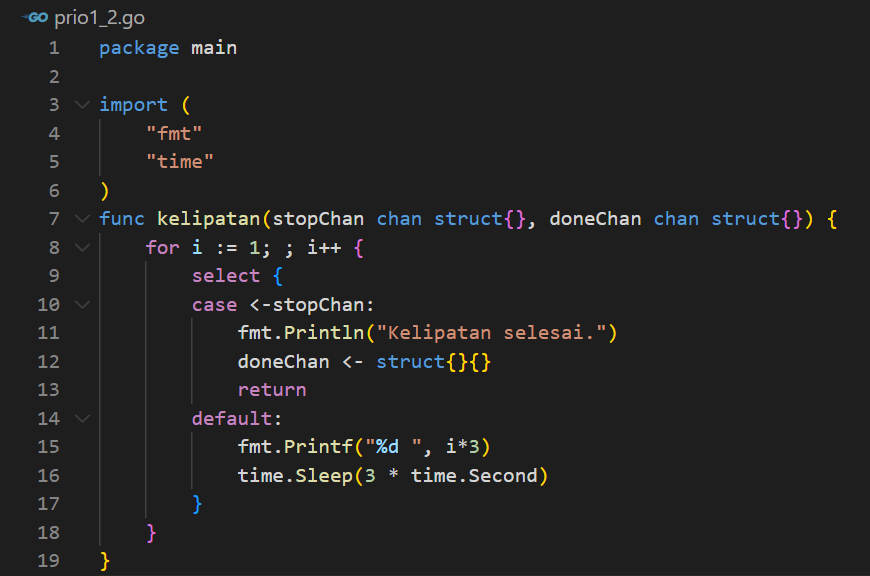 GO prio1_2.go
1 package main
2
3 import (
4     "fmt"
5     "time"
6 )
7 func kelipatan(stopChan chan struct{}, doneChan chan struct{}) {
8     for i := 1; ; i++ {
9         select {
10         case <-stopChan:
11             fmt.Println("Kelipatan selesai.")
12             doneChan <- struct{}{}
13             return
14         default:
15             fmt.Printf("%d ", i*3)
16             time.Sleep(3 * time.Second)
17         }
18     }
19 }